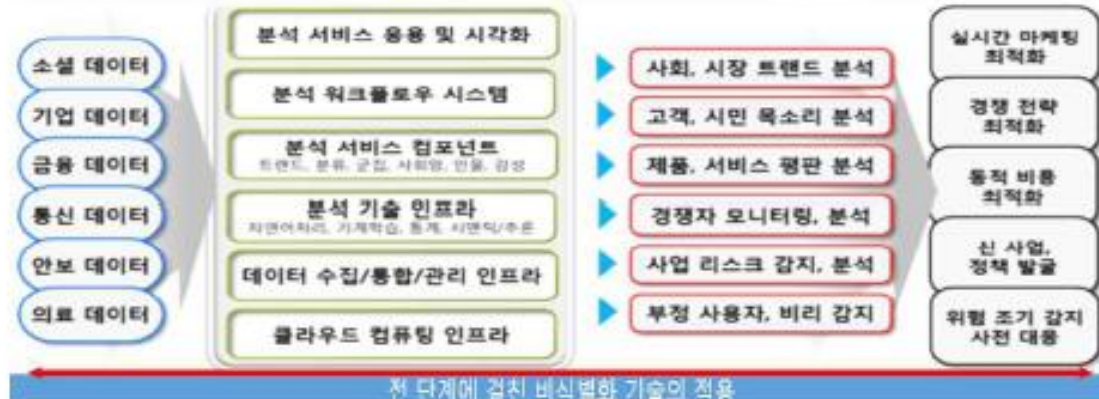 소셜 데이터
기업 데이터
금융 데이터
통신 데이터
안보 데이터
의료 데이터
분석 서비스 응용 및 시각화
분석 워크플로우 시스템
분석 서비스 컴포넌트
트렌드, 분류, 군집, 사회망, 인물, 감성
분석 기술 인프라
자연어처리, 기계학습, 통계, 시맨틱/추론
데이터 수집/통합/관리 인프라
클라우드 컴퓨팅 인프라
사회, 시장 트랜드 분석
고객, 시민 목소리 분석
제품, 서비스 평판 분석
경쟁자 모니터링, 분석
사업 리스크 감지, 분석
부정 사용자, 비리 감지
실시간 마케팅
최적화
경쟁 전략
최적화
동적 비용
최적화
신 사업,
정책 발굴
위험 조기 감지
사전 대응
전 단계에 걸친 비식별화 기술의 적용